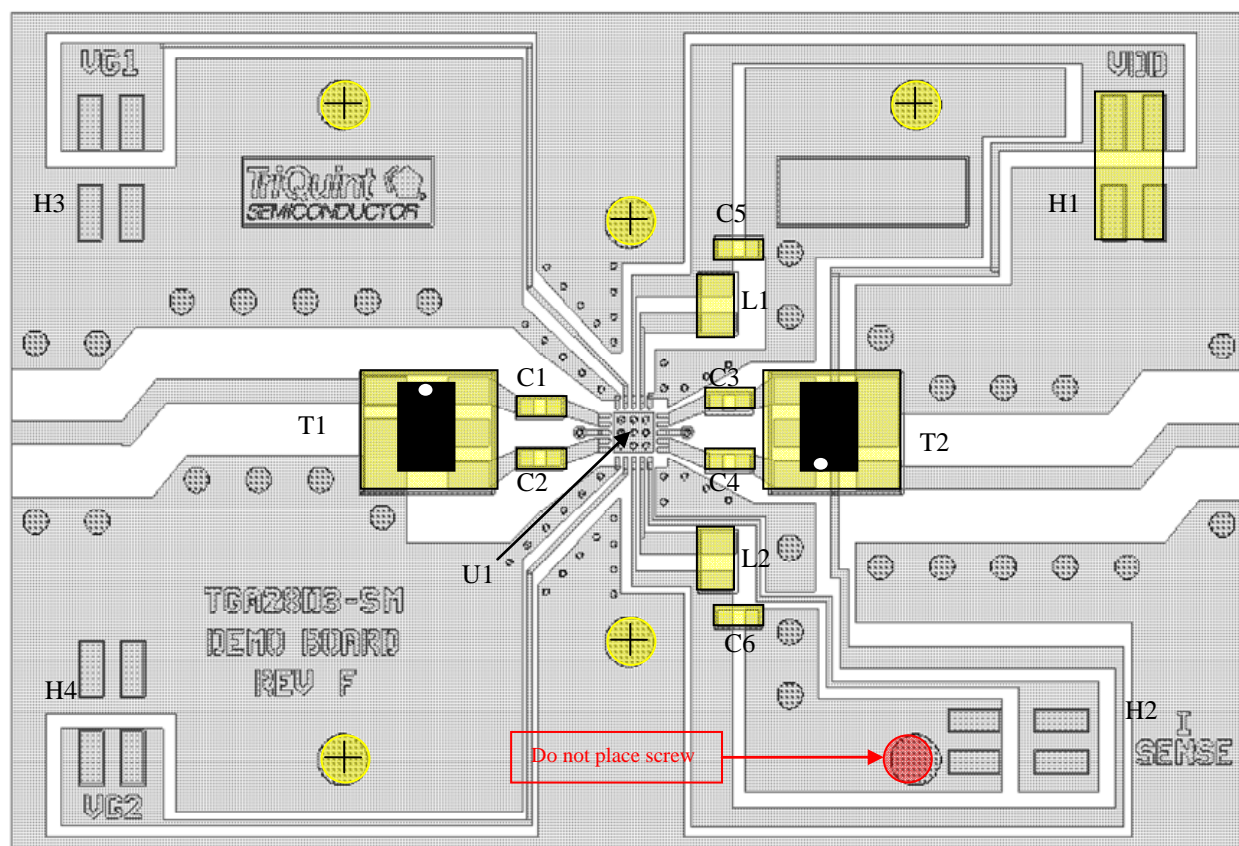 VG1
VDD
TriQuint
SEMICONDUCTOR
H3
H1
C5
L1
C1
C3
T1
T2
C2
C4
U1
L2
TGA2803-SM
DEMO BOARD
REV F
C6
H4
H2
I
SENSE
Do not place screw
VG2